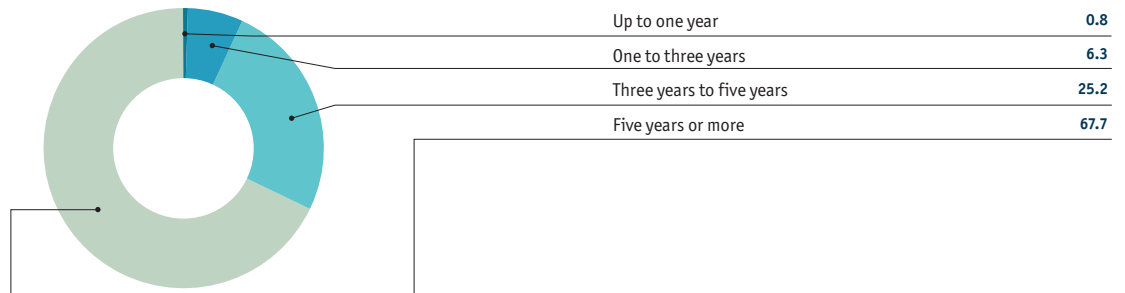 Up to one year 0.8
One to three years 6.3
Three years to five years 25.2
Five years or more 67.7